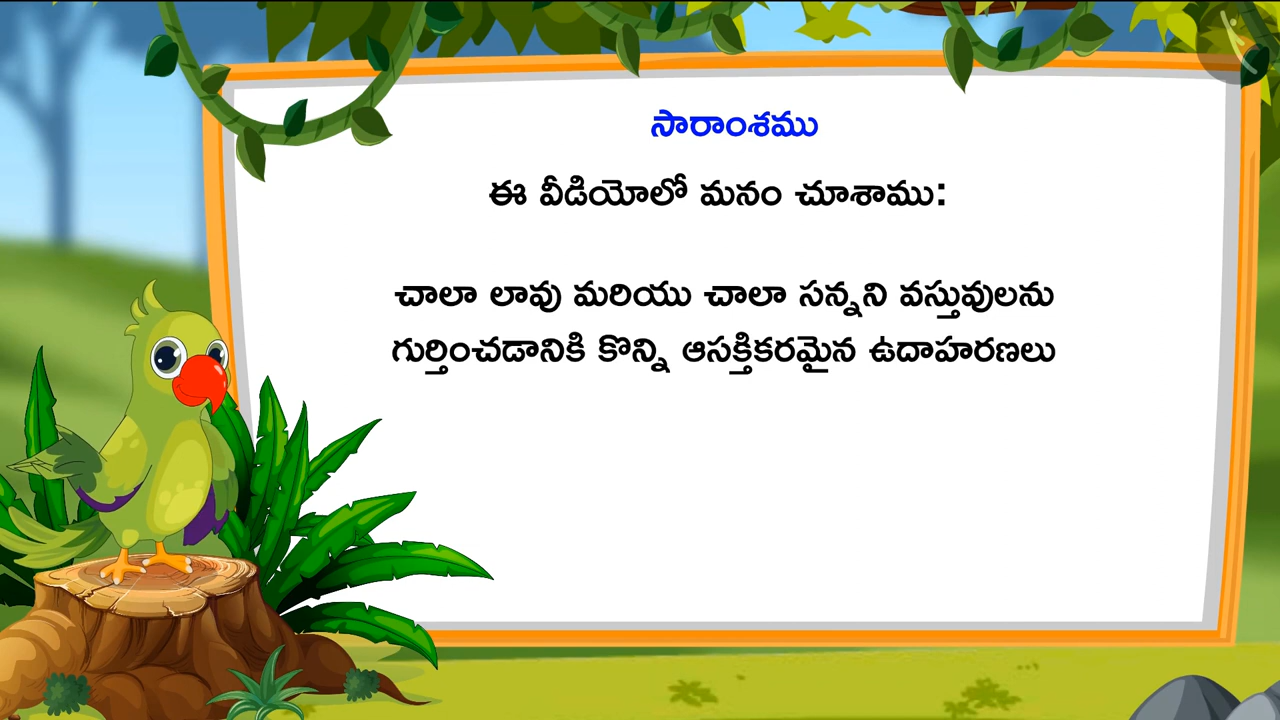 సారాంశము
ఈ వీడియోలో మనం చూశాము:
చాలా లావు మరియు చాలా సన్నని వస్తువులను
గుర్తించడానికి కొన్ని ఆసక్తికరమైన ఉదాహరణలు